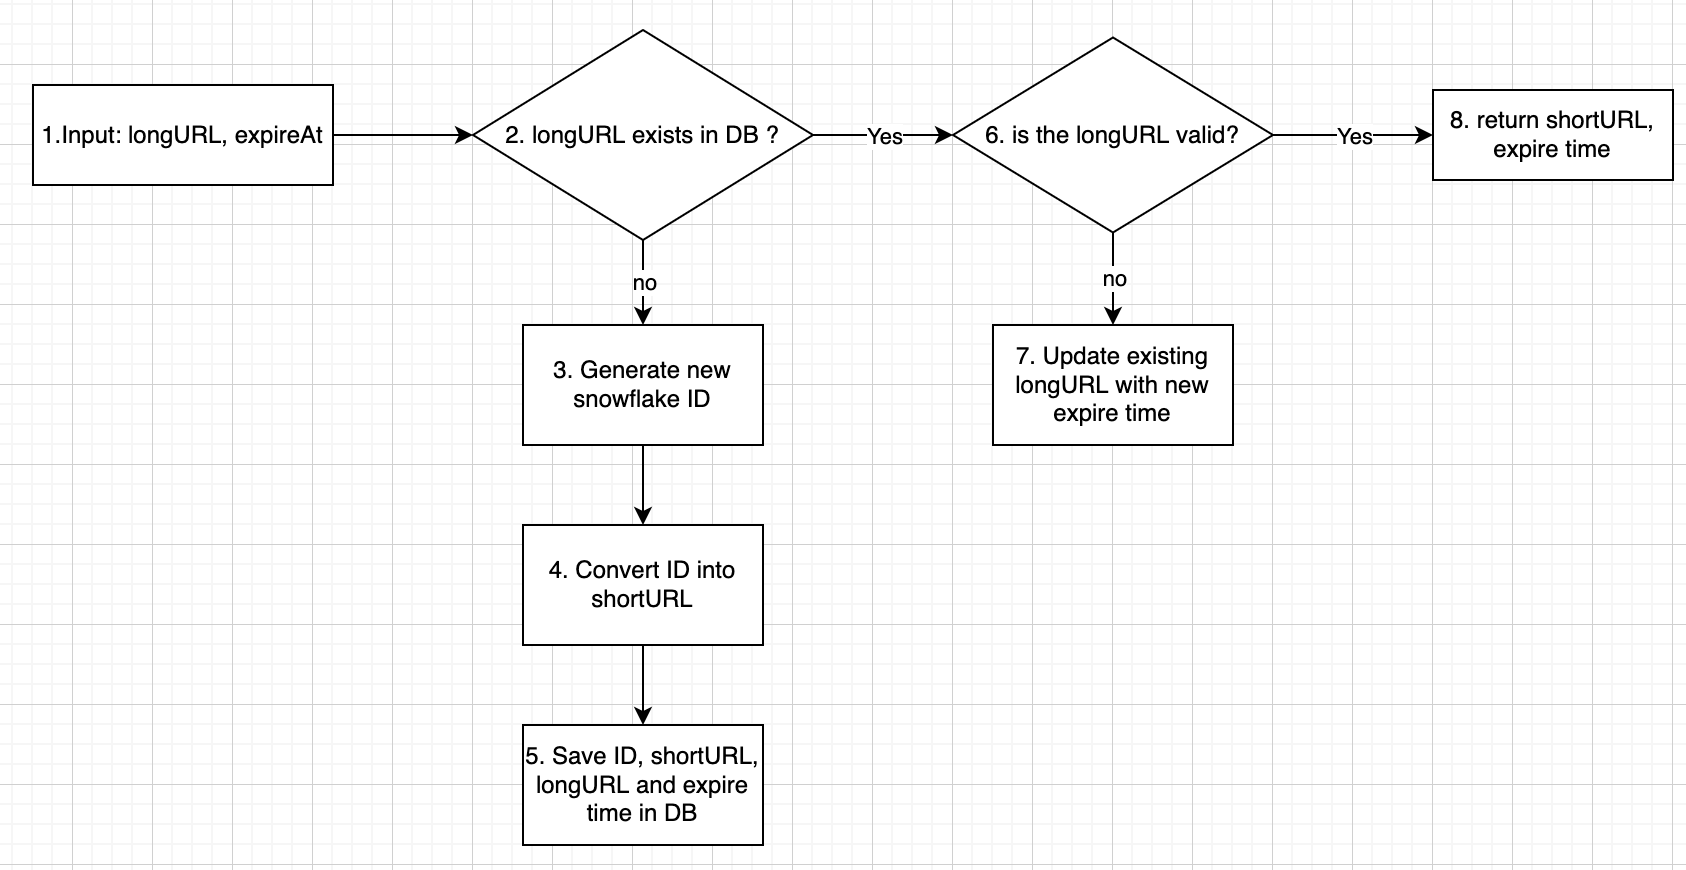 1.Input: longURL, expireAt
2. longURL exists in DB ?
Yes
6. is the longURL valid?
Yes
8. return shortURL,
expire time
no
no
3. Generate new
snowflake ID
7. Update existing
longURL with new
expire time
4. Convert ID into
shortURL
5. Save ID, shortURL,
longURL and expire
time in DB